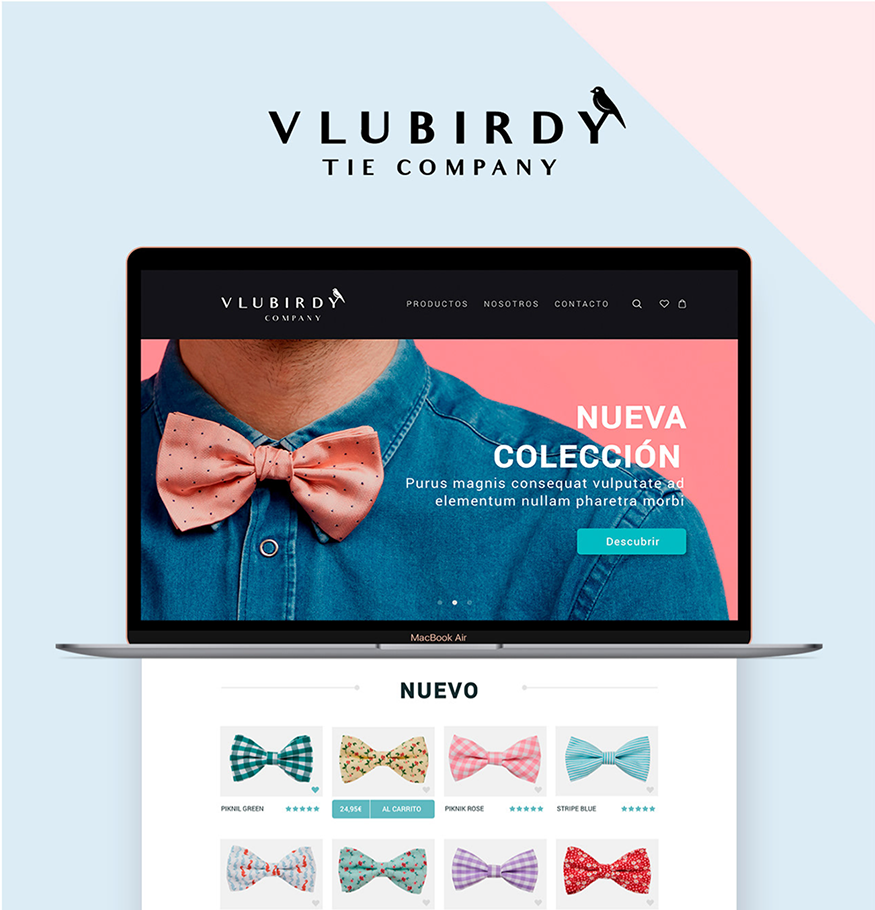 VLUBIRDY
TIE COMPANY
VLUBIRDY
COMPANY
PRODUCTOS NOSOTROS CONTACTO
NUEVA
COLECCIÓN
Purus magnis consequat vulputate ad
elementum nullam pharetra morbi
Descubrir
MacBook Air
NUEVO
PIKNIL GREEN
24,95€ AL CARRITO
PIKNIK ROSE
STRIPE BLUE